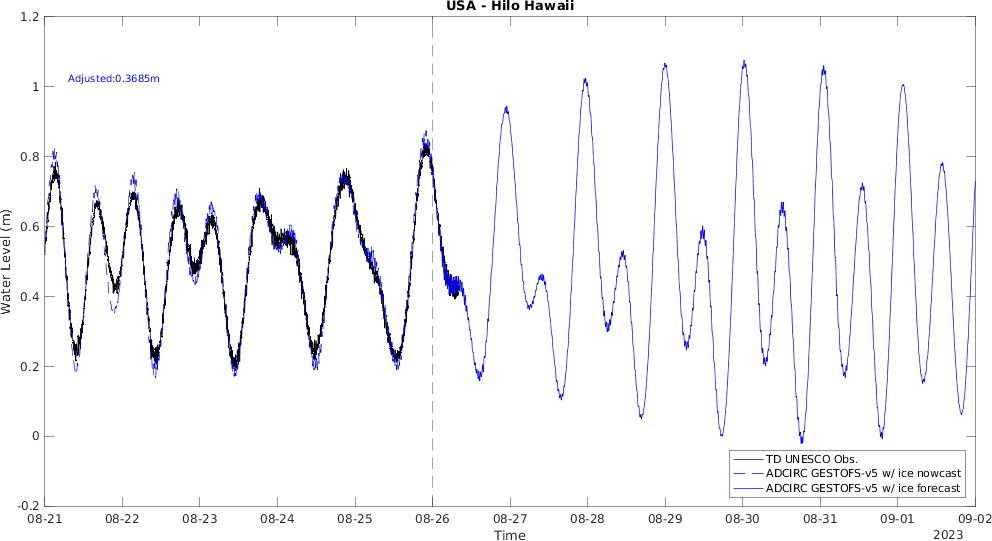 USA - Hilo Hawaii
Adjusted:0.3685m
Water Level (m)
1.2
1
0.8
0.6
0.4
0.2
0
-0.2
TD UNESCO Obs.
ADCIRC GESTOFS-v5 w/ ice nowcast
ADCIRC GESTOFS-v5 w/ ice forecast
08-21 08-22 08-23 08-24 08-25 08-26 08-27 08-28 08-29 08-30 08-31 09-01 09-02
Time
2023